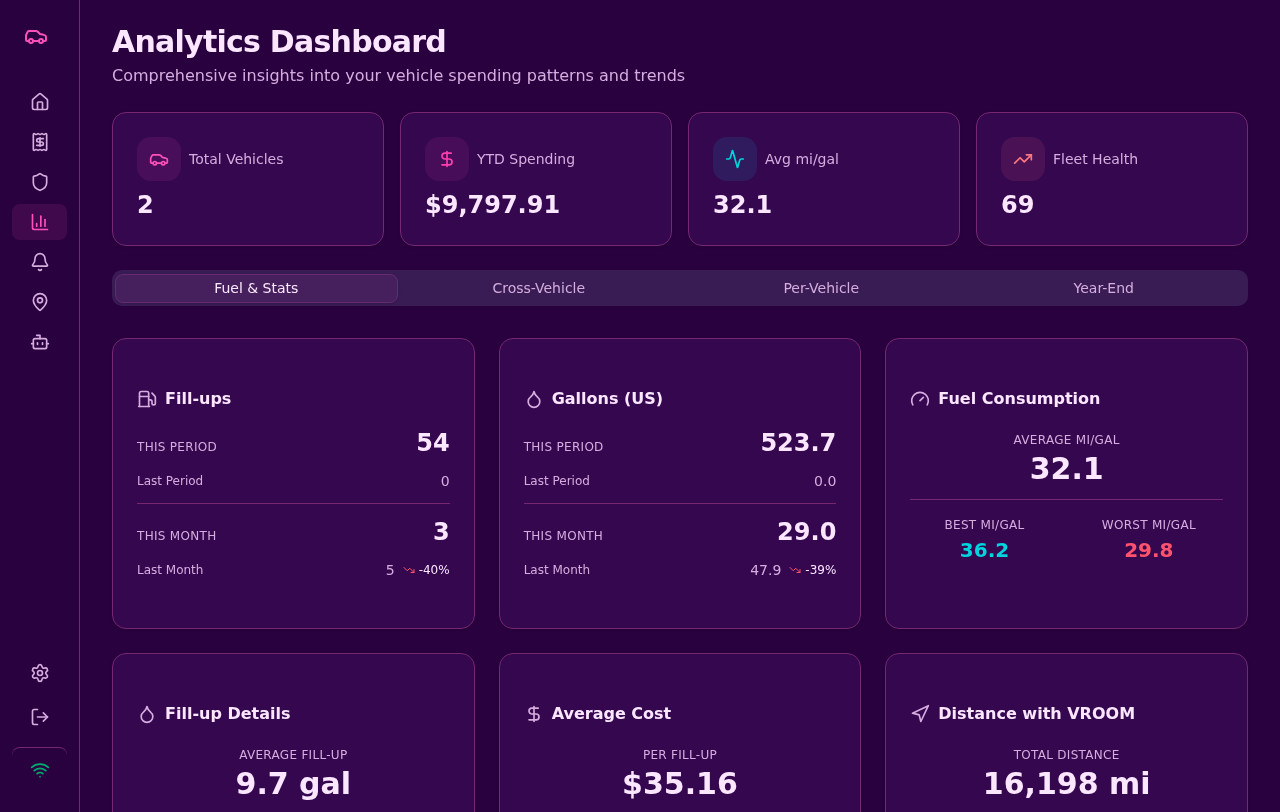 Analytics Dashboard
Comprehensive insights into your vehicle spending patterns and trends
Total Vehicles
2
YTD Spending
$9,797.91
Avg mi/gal
32.1
Fleet Health
69
Fuel & Stats
Cross-Vehicle
Per-Vehicle
Year-End
Fill-ups
THIS PERIOD 54
Last Period 0
THIS MONTH 3
Last Month 5 -40%
Gallons (US)
THIS PERIOD 523.7
Last Period 0.0
THIS MONTH 29.0
Last Month 47.9 -39%
Fuel Consumption
AVERAGE MI/GAL
32.1
BEST MI/GAL
36.2
WORST MI/GAL
29.8
Fill-up Details
AVERAGE FILL-UP
9.7 gal
Average Cost
PER FILL-UP
$35.16
Distance with VROOM
TOTAL DISTANCE
16,198 mi